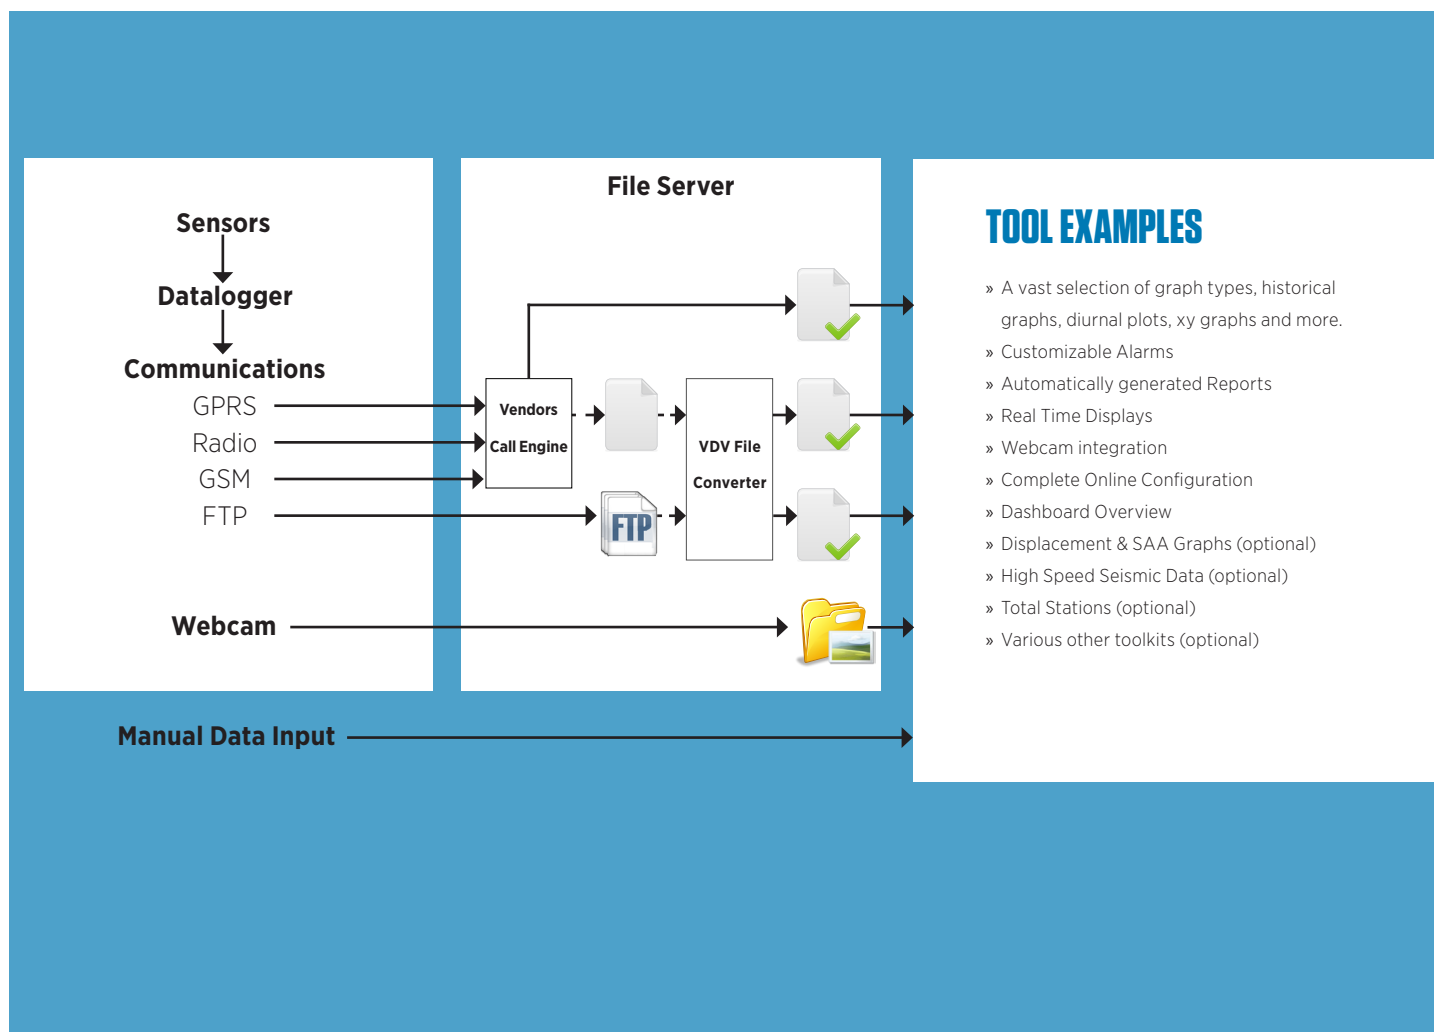 Sensors
Datalogger
Communications
GPRS
Radio
GSM
FTP
Webcam
Manual Data Input
File Server
Vendors
Call Engine
FTP
VDV File
Converter
TOOL EXAMPLES
» A vast selection of graph types, historical
graphs, diurnal plots, xy graphs and more.
» Customizable Alarms
» Automatically generated Reports
» Real Time Displays
» Webcam integration
» Complete Online Configuration
» Dashboard Overview
» Displacement & SAA Graphs (optional)
» High Speed Seismic Data (optional)
» Total Stations (optional)
» Various other toolkits (optional)